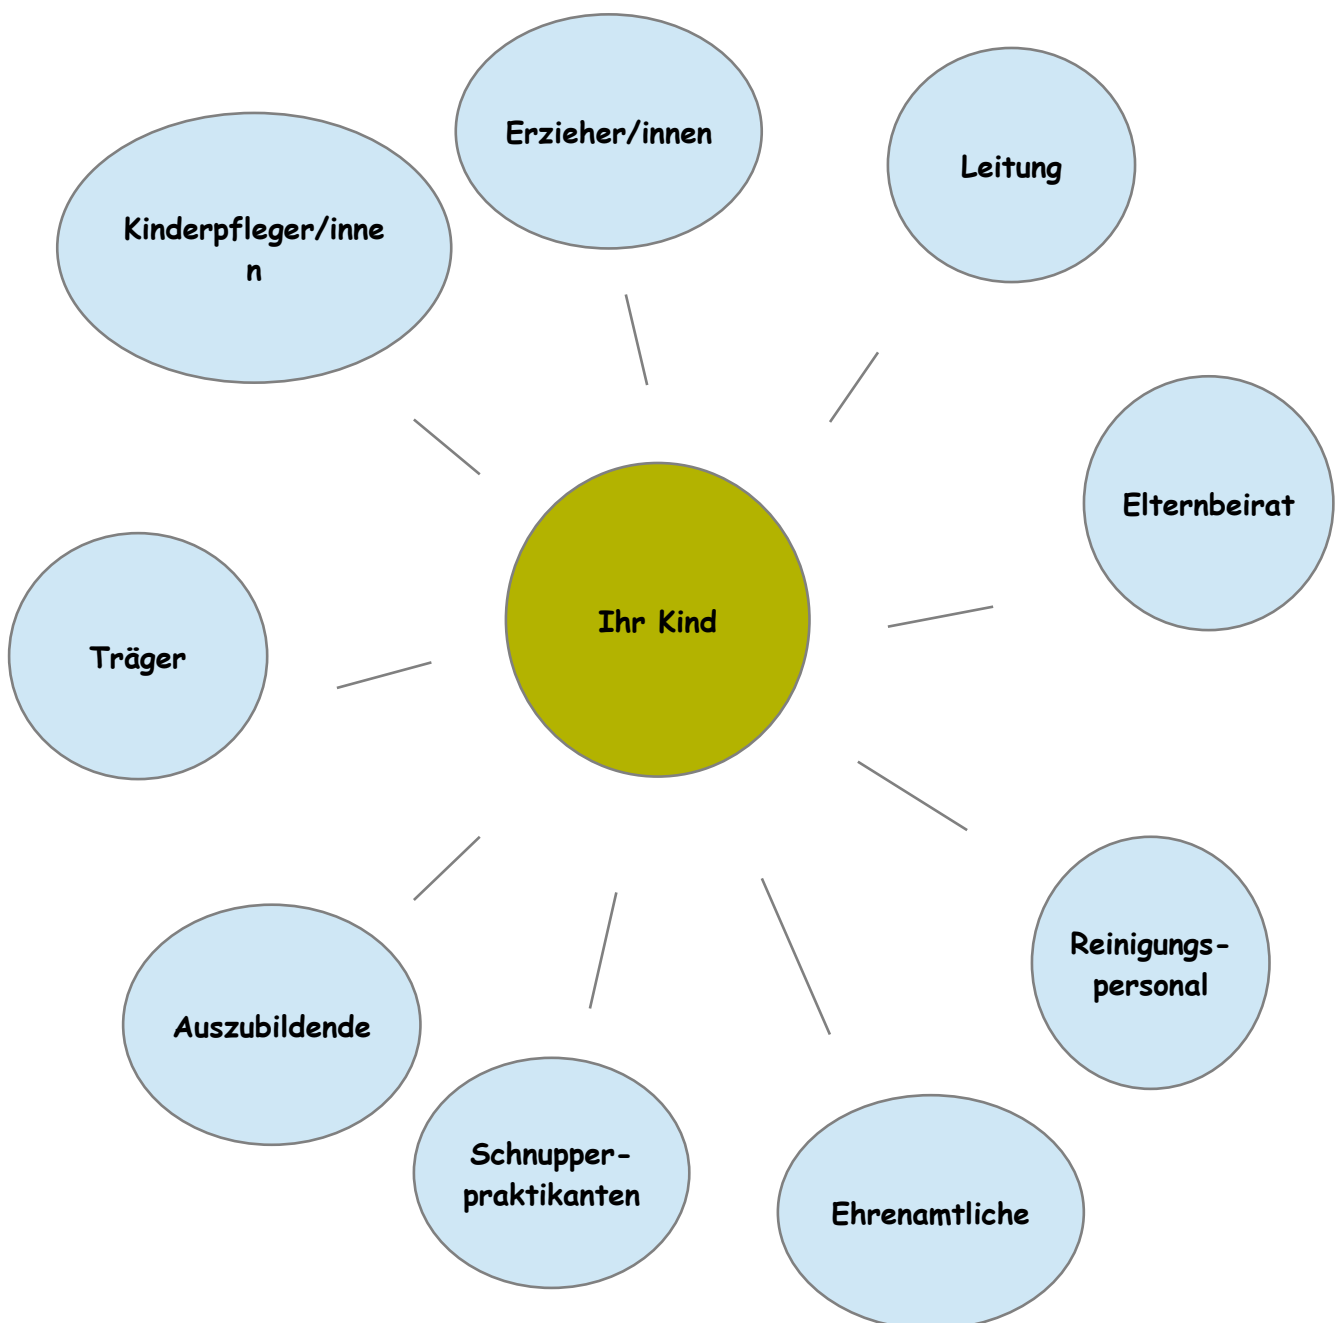 Erzieher/innen
Leitung
Kinderpfleger/inne
n
Elternbeirat
Ihr Kind
Träger
Reinigungs-
personal
Auszubildende
Schnupper-
praktikanten
Ehrenamtliche